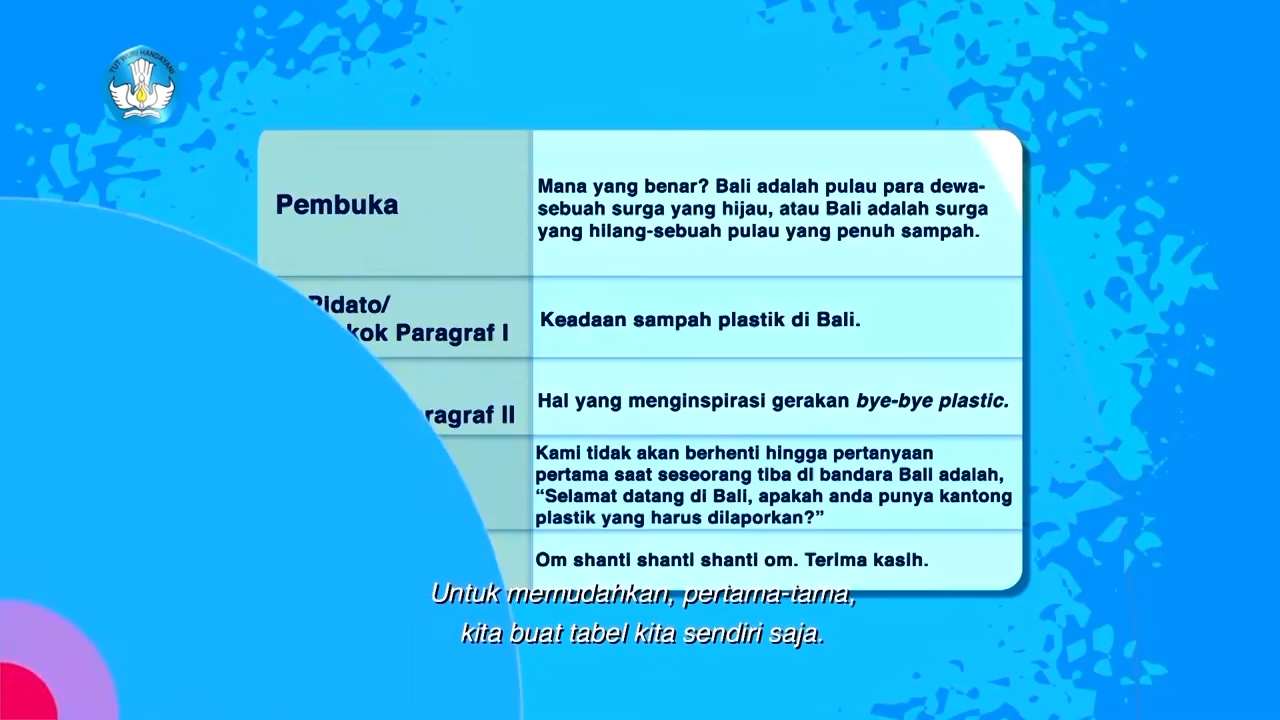 TUT WURI HANDAYANI
Pembuka
Mana yang benar? Bali adalah pulau para dewa-
sebuah surga yang hijau, atau Bali adalah surga
yang hilang-sebuah pulau yang penuh sampah.
Pidato/
Paragraf I
Keadaan sampah plastik di Bali.
II
Hal yang menginspirasi gerakan bye-bye plastic.
Kami tidak akan berhenti hingga pertanyaan
pertama saat seseorang tiba di bandara Bali adalah,
“Selamat datang di Bali, apakah anda punya kantong
plastik yang harus dilaporkan?”
Om shanti shanti shanti om. Terima kasih.
Untuk memudahkan, pertama-tama,
kita buat tabel kita sendiri saja.